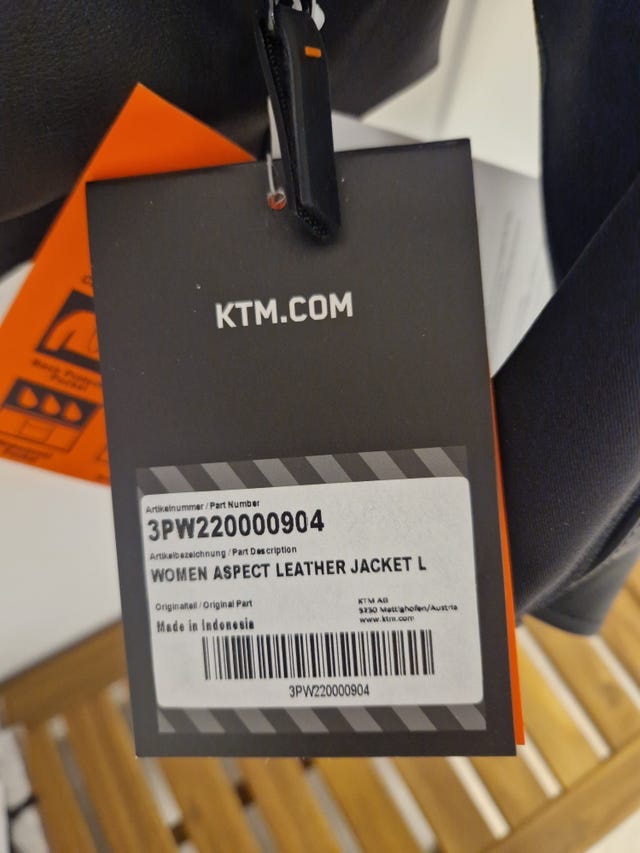 KTM.COM
Artikelnummer / Part Number
3PW220000904
Artikelbezeichnung / Part Description
WOMEN ASPECT LEATHER JACKET L
Originalteil / Original Part
Made in Indonesia
KTM AG
5230 Mattighofen/Austria
www.ktm.com
3PW220000904
Pocket